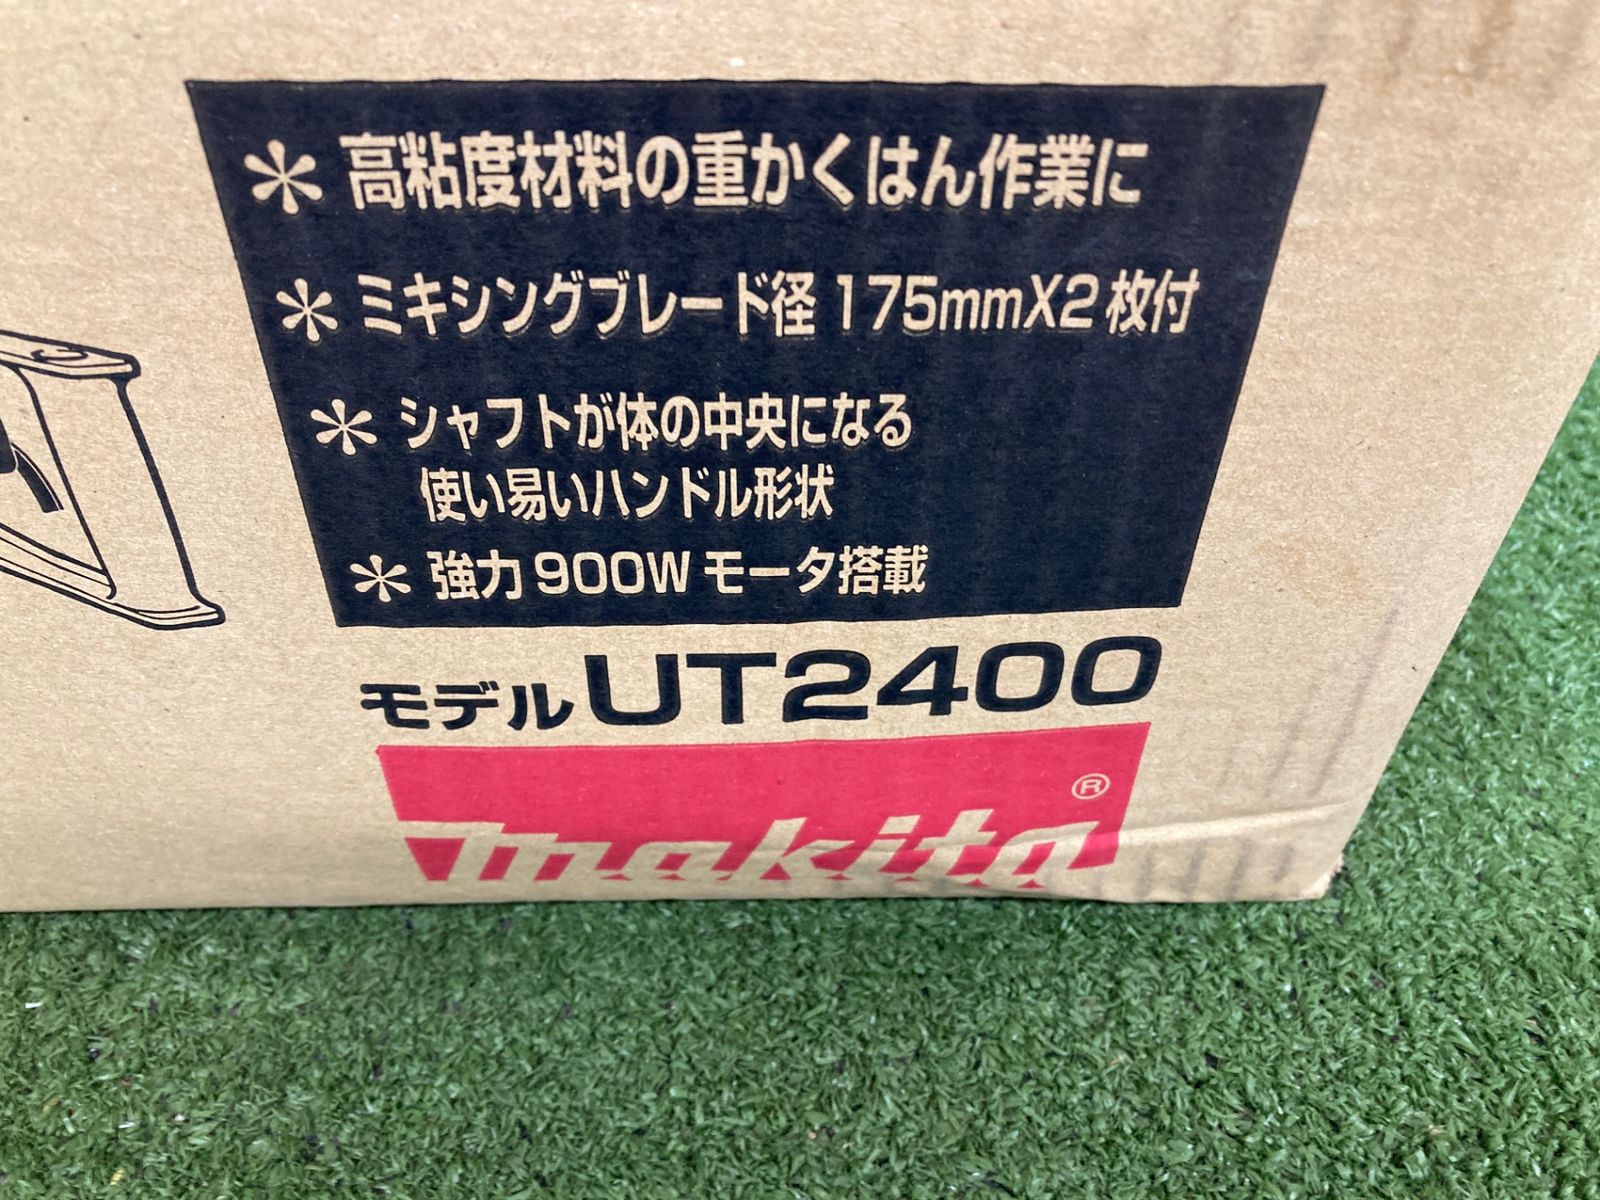 ＊ 高粘度材料の重かくはん作業に
＊ ミキシングブレード径 175mmX2 枚付
＊ シャフトが体の中央になる
使い易いハンドル形状
＊ 強力 900W モータ搭載
モデル UT2400
makita ®